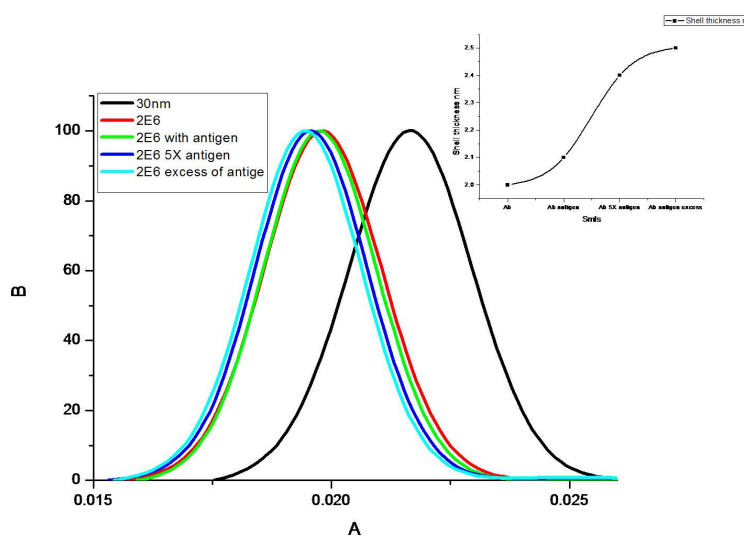 30nm
2E6
2E6 with antigen
2E6 5X antigen
2E6 excess of antige
100
80
60
40
20
0
B
0.015
0.020
0.025
A
Shell thickness n
2.5
2.4
2.3
2.2
2.1
2.0
Shell thickness nm
Ab
Ab antigen
Ab 5X antigen
Ab antigen excess
Smls